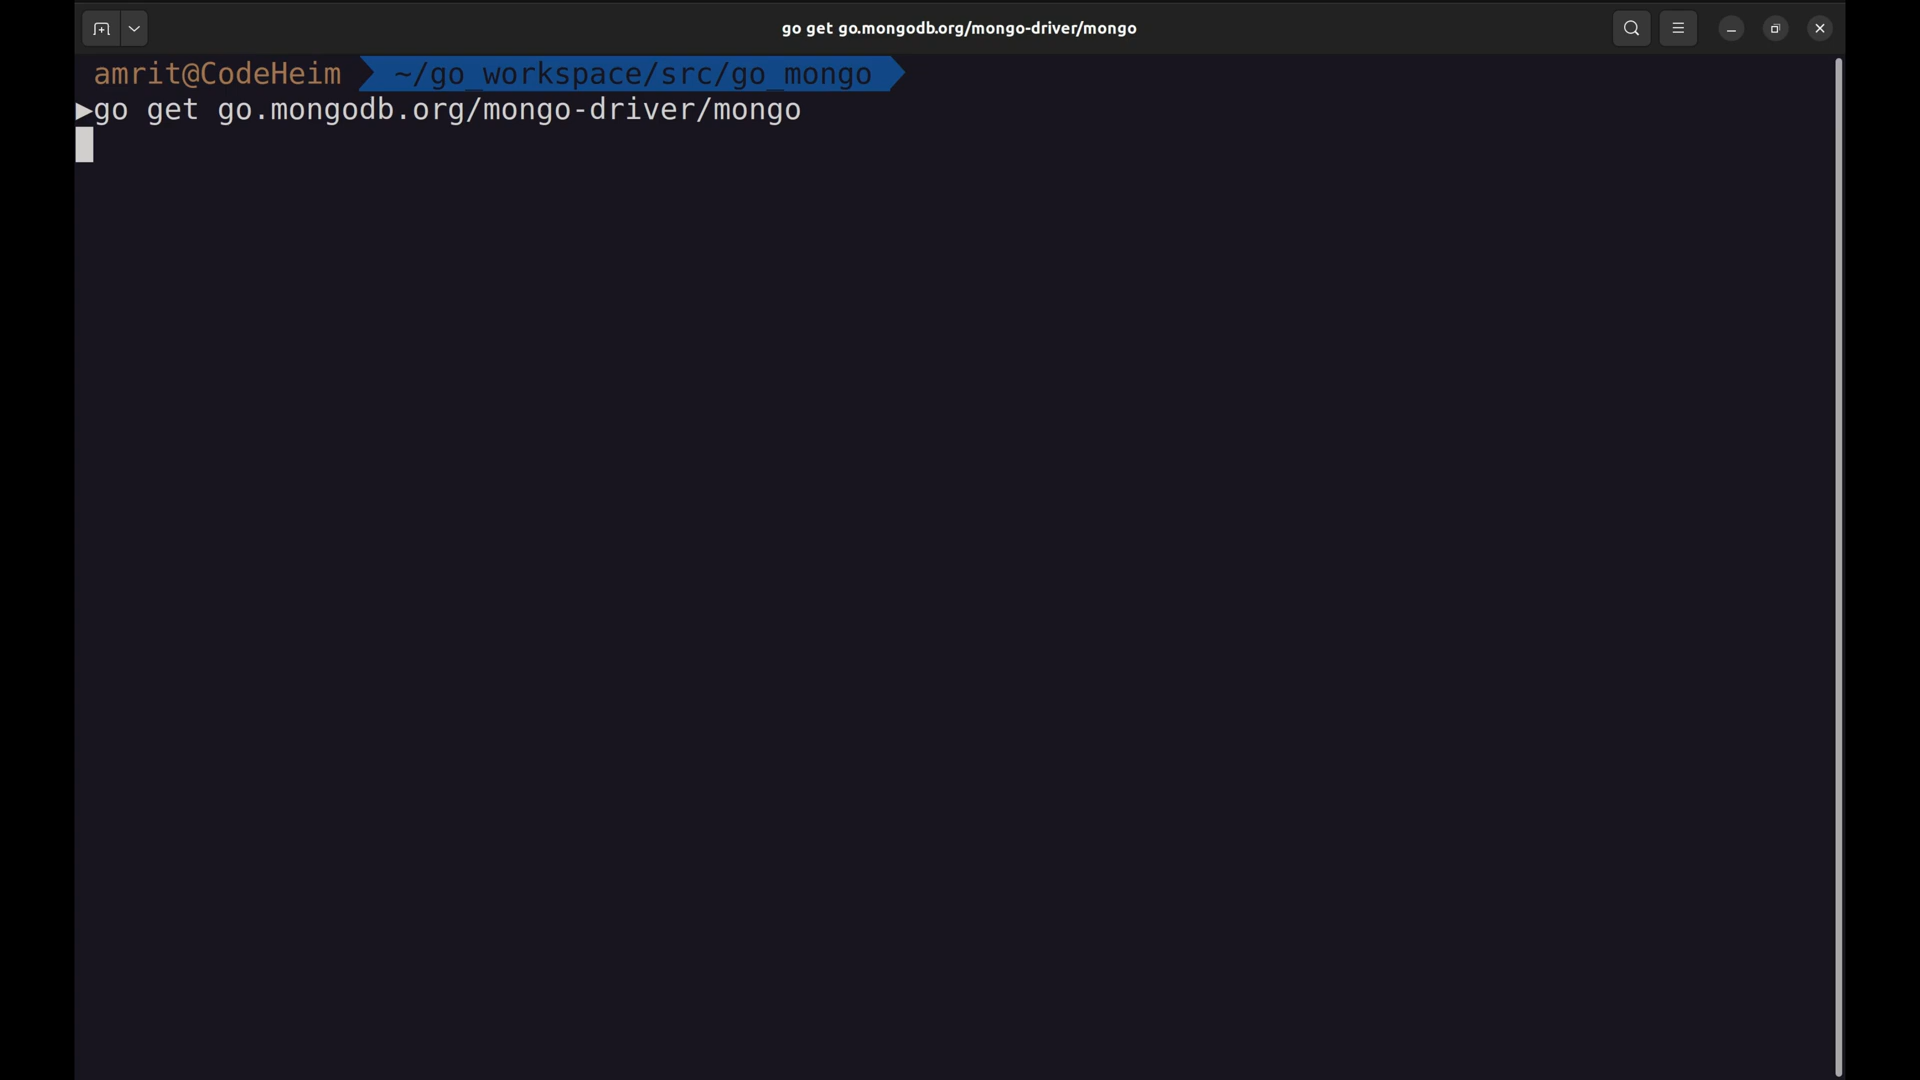 go get go.mongodb.org/mongo-driver/mongo
amrit@CodeHeim ~/go_workspace/src/go_mongo
▶go get go.mongodb.org/mongo-driver/mongo